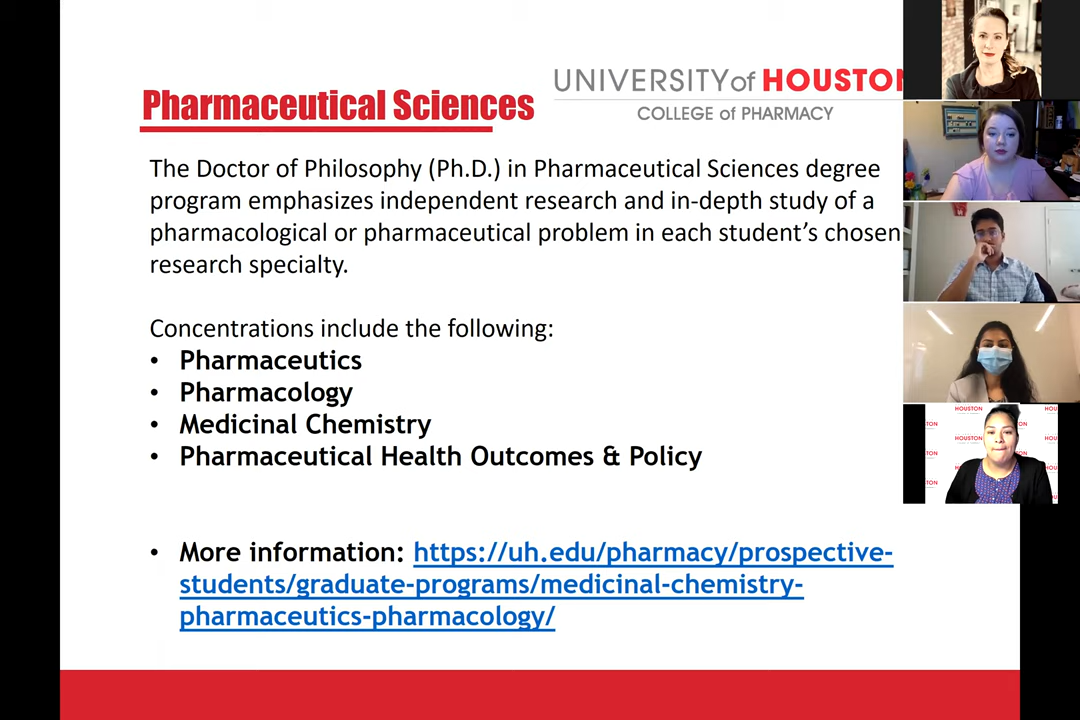 Pharmaceutical Sciences
UNIVERSITY of HOUSTON
COLLEGE of PHARMACY
The Doctor of Philosophy (Ph.D.) in Pharmaceutical Sciences degree
program emphasizes independent research and in-depth study of a
pharmacological or pharmaceutical problem in each student’s chosen
research specialty.
Concentrations include the following:
• Pharmaceutics
• Pharmacology
• Medicinal Chemistry
• Pharmaceutical Health Outcomes & Policy
• More information: https://uh.edu/pharmacy/prospective-
students/graduate-programs/medicinal-chemistry-
pharmaceutics-pharmacology/
HOUSTON
HOUSTON
HOUSTON